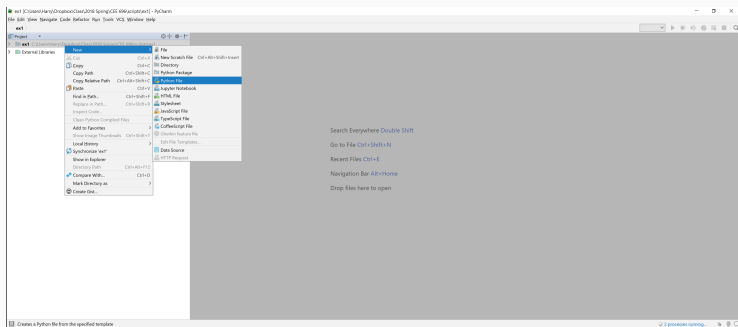 ex1 [C:\Users\Harry\Dropbox\Class\2018 Spring\CEE 696\scripts\ex1] - PyCharm
File Edit View Navigate Code Refactor Run Tools VCS Window Help
ex1
Project
ex1
External Libraries
New
Cut Ctrl+X
Copy Ctrl+C
Copy Path Ctrl+Shift+C
Copy Relative Path Ctrl+Alt+Shift+C
Paste Ctrl+V
Find in Path... Ctrl+Shift+F
Replace in Path... Ctrl+Shift+R
Inspect Code...
Clean Python Compiled Files
Add to Favorites
Show Image Thumbnails Ctrl+Shift+T
Local History
Synchronize 'ex1'
Show in Explorer
Directory Path Ctrl+Alt+F12
Compare With... Ctrl+D
Mark Directory as
Create Gist...
File
New Scratch File Ctrl+Alt+Shift+Insert
Directory
Python Package
Python File
Jupyter Notebook
HTML File
Stylesheet
JavaScript File
TypeScript File
CoffeeScript File
Gherkin feature file
Edit File Templates...
Data Source
HTTP Request
Search Everywhere Double Shift
Go to File Ctrl+Shift+N
Recent Files Ctrl+E
Navigation Bar Alt+Home
Drop files here to open
Creates a Python file from the specified template
2 processes running...